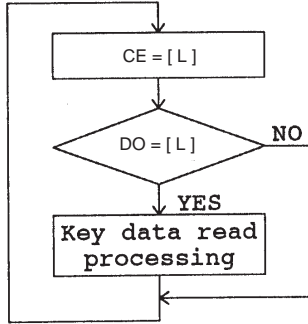 CE = [ L ]
DO = [ L ]
NO
YES
Key data read
processing